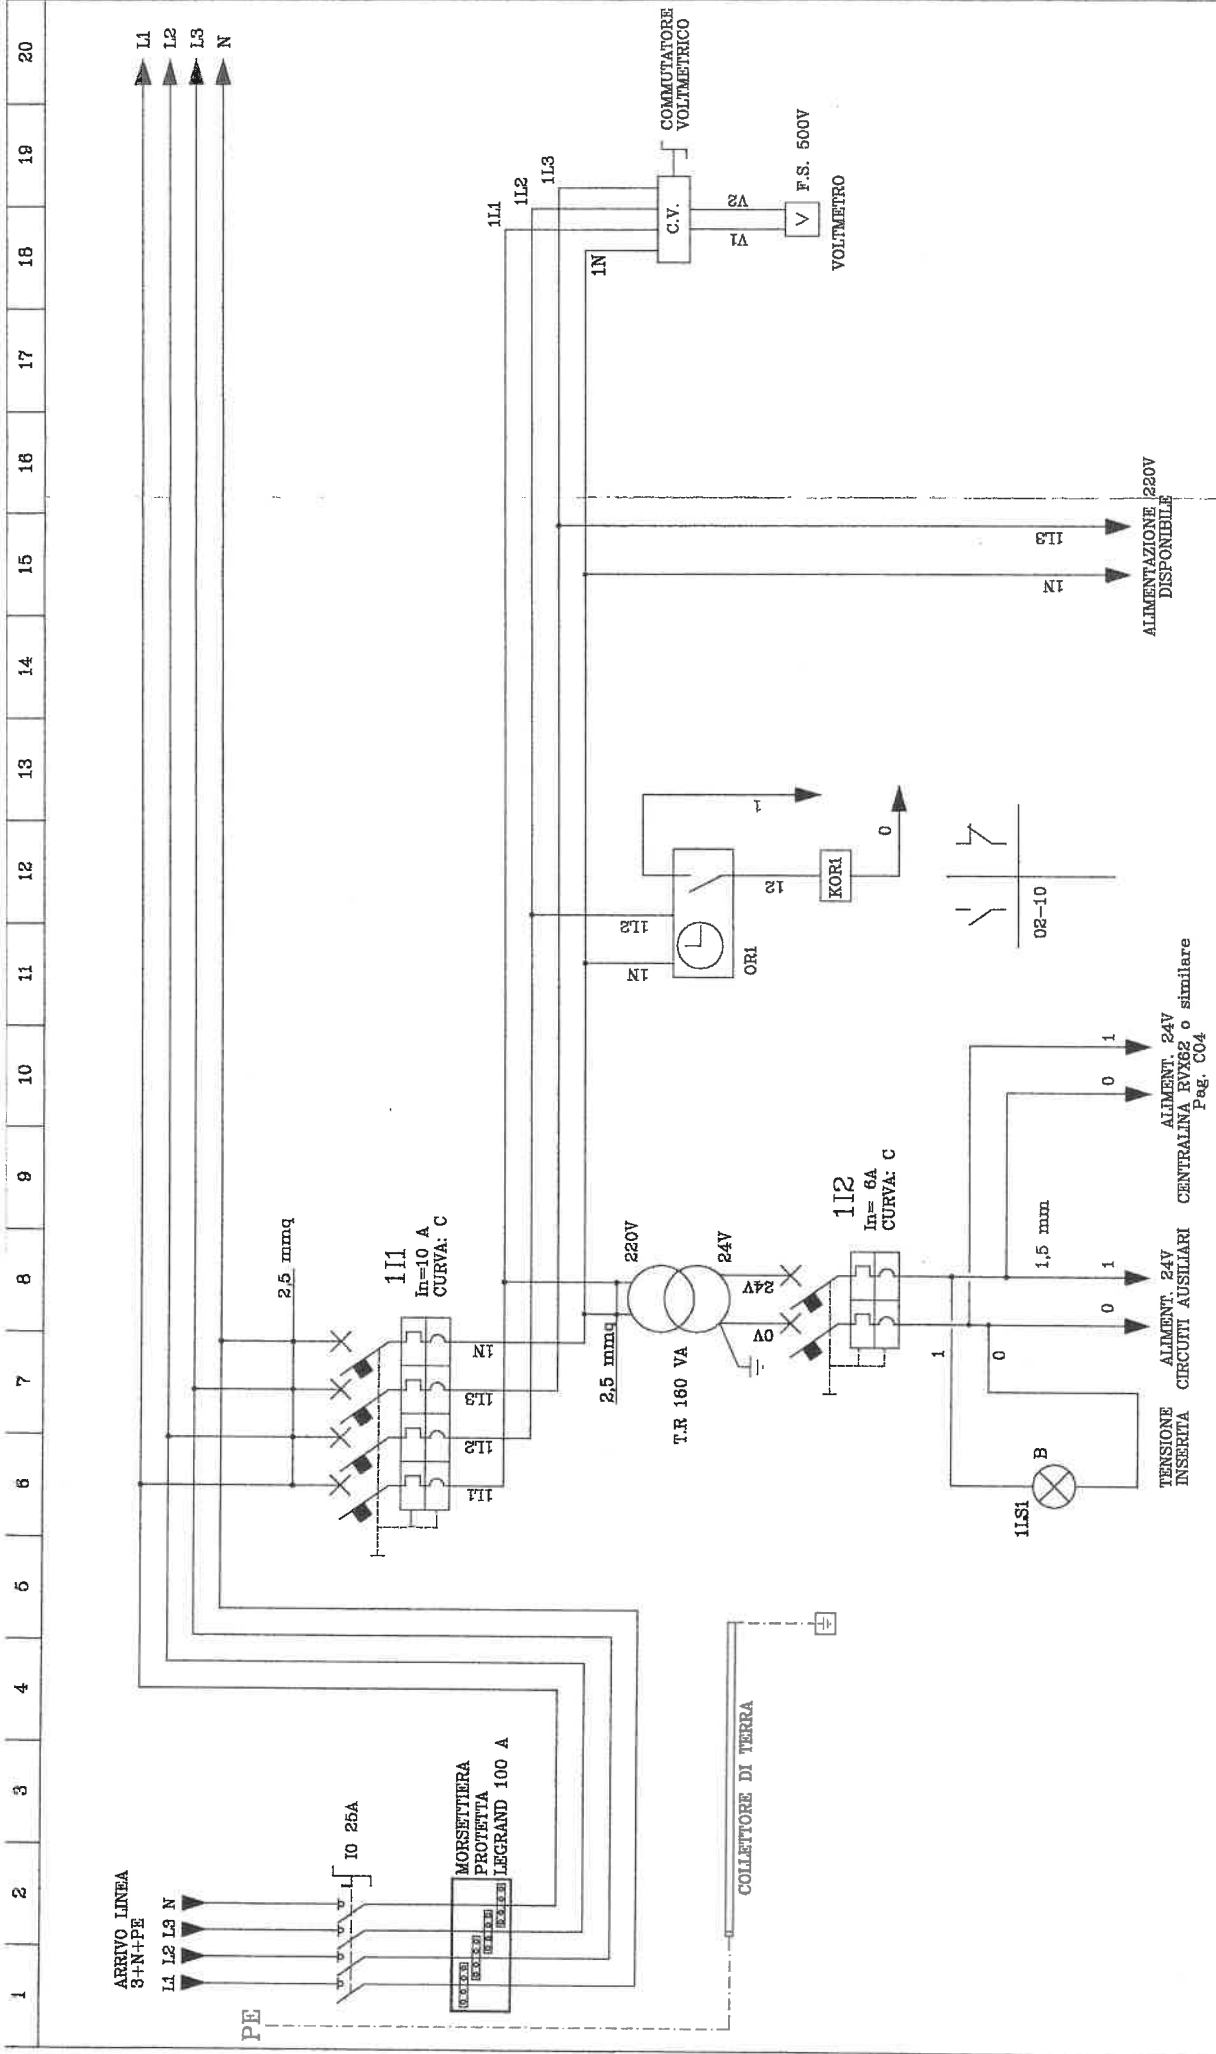 1
2
3
4
5
6
7
8
9
10
11
12
13
14
15
16
17
18
19
20
ARRIVO LINEA
3+N+PE
L1 L2 L3 N
IO 25A
MORSETTIERA
PROTETTA
LEGRAND 100 A
PE
COLLETTORE DI TERRA
L1
L2
L3
N
2,5 mmq
1I1
In=10 A
CURVA: C
1L1
1L2
1L3
1N
2,5 mmq
220V
T.R 160 VA
24V
0V
24V
1I2
In= 6A
CURVA: C
1
0
1,5 mm
1LS1
B
TENSIONE
INSERITA
0
1
ALIMENT. 24V
CIRCUITI AUSILIARI
0
1
ALIMENT. 24V
CENTRALINA RVX62 o similare
Pag. C04
1N
1L2
OR1
12
KOR1
1
0
02-10
1N
1L3
ALIMENTAZIONE 220V
DISPONIBILE
1N
1L1
1L2
1L3
C.V.
COMMUTATORE
VOLTMETRICO
V1
V2
V
F.S. 500V
VOLTMETRO